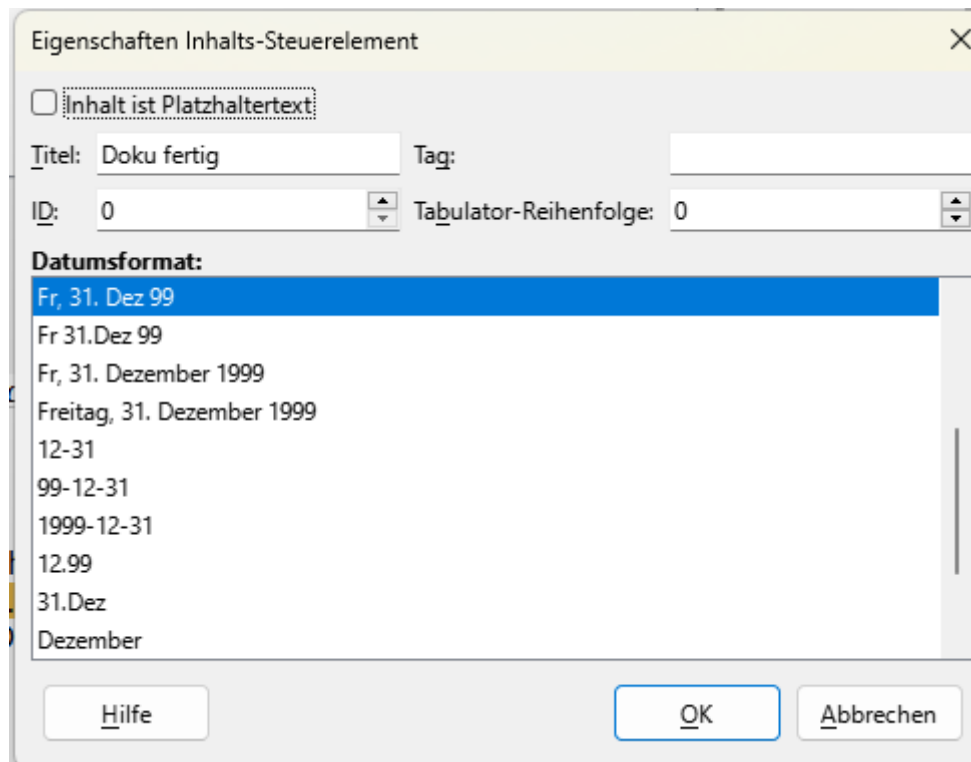 Eigenschaften Inhalts-Steuerelement
Inhalt ist Platzhaltertext
Titel: Doku fertig Tag:
ID: 0 Tabulator-Reihenfolge: 0
Datumsformat:
Fr, 31. Dez 99
Fr 31.Dez 99
Fr, 31. Dezember 1999
Freitag, 31. Dezember 1999
12-31
99-12-31
1999-12-31
12.99
31.Dez
Dezember
Hilfe OK Abbrechen